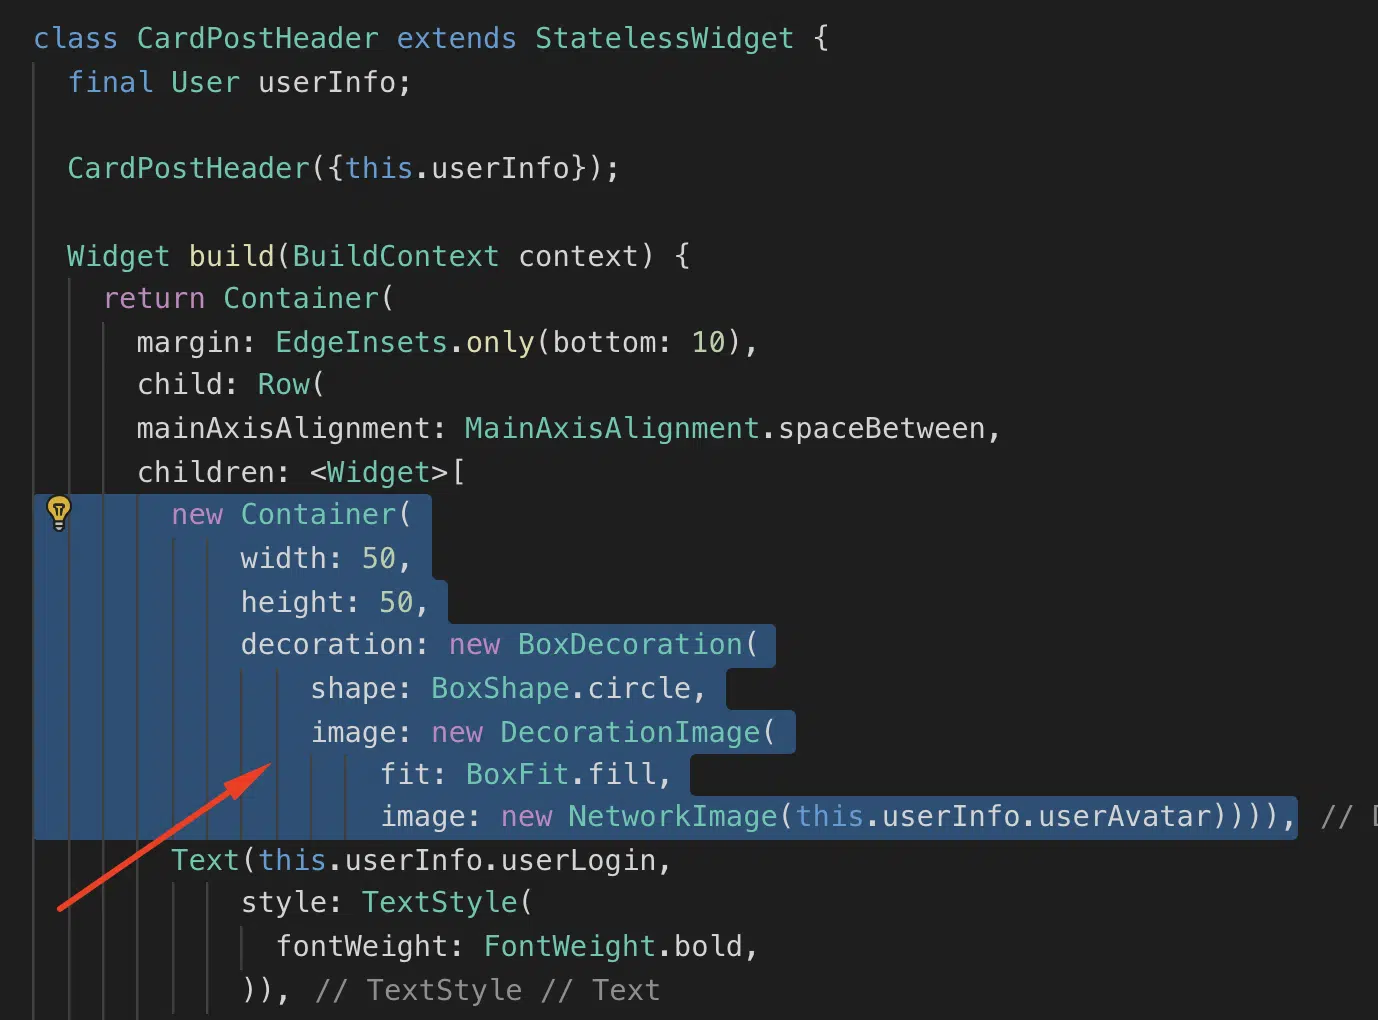 class CardPostHeader extends StatelessWidget {
final User userInfo;
CardPostHeader({this.userInfo});
Widget build(BuildContext context) {
return Container(
margin: EdgeInsets.only(bottom: 10),
child: Row(
mainAxisAlignment: MainAxisAlignment.spaceBetween,
children: <Widget>[
new Container(
width: 50,
height: 50,
decoration: new BoxDecoration(
shape: BoxShape.circle,
image: new DecorationImage(
fit: BoxFit.fill,
image: new NetworkImage(this.userInfo.userAvatar)))), //
Text(this.userInfo.userLogin,
style: TextStyle(
fontWeight: FontWeight.bold,
)), // TextStyle // Text